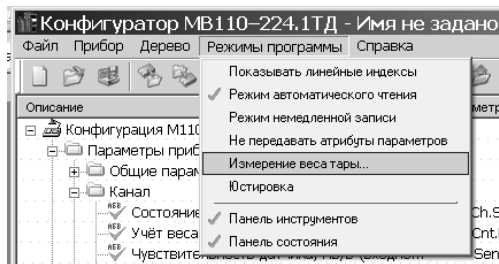 Конфигуратор МВ110–224.1ТД - Имя не задано
Файл Прибор Дерево Режимы программы Справка
Показывать линейные индексы
Режим автоматического чтения
Режим немедленной записи
Не передавать атрибуты параметров
Измерение веса тары...
Юстировка
Панель инструментов
Панель состояния
Описание
Конфигурация М110
Параметры приб
Общие парам
Канал
Состояние
Ch.S
Учёт веса
Cnt.
Чувствительность
Sen